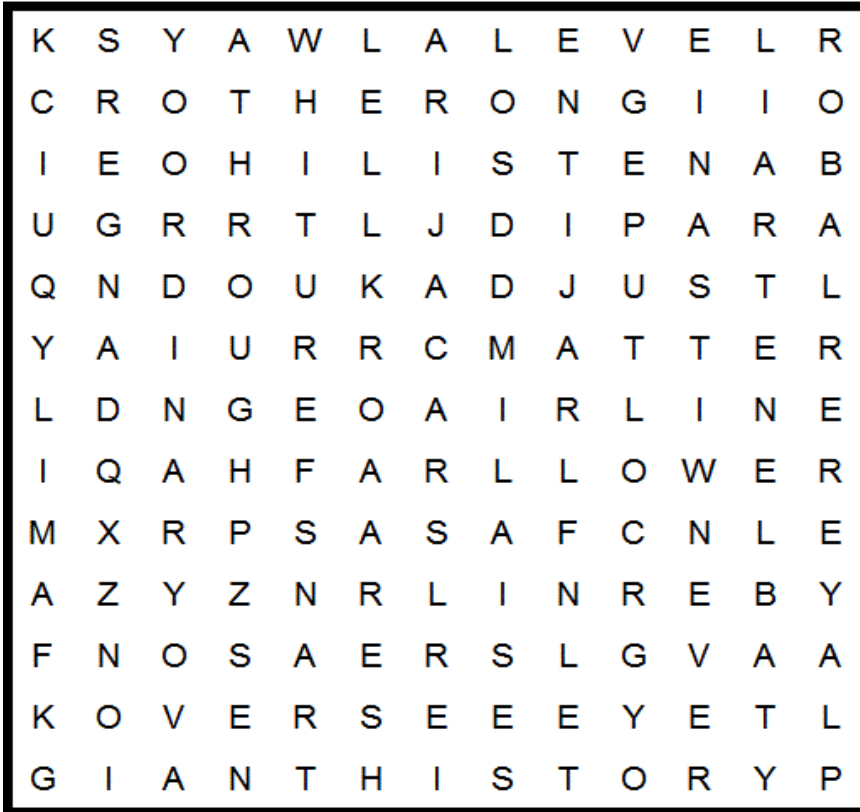 K S Y A W L A L E V E L R
C R O T H E R O N G I I O
I E O H I L I S T E N A B
U G R R T L J D I P A R A
Q N D O U K A D J U S T L
Y A I U R R C M A T T E R
L D N G E O A I R L I N E
I Q A H F A R L L O W E R
M X R P S A S A F C N L E
A Z Y Z N R L I N R E B Y
F N O S A E R S L G V A A
K O V E R S E E E Y E T L
G I A N T H I S T O R Y P